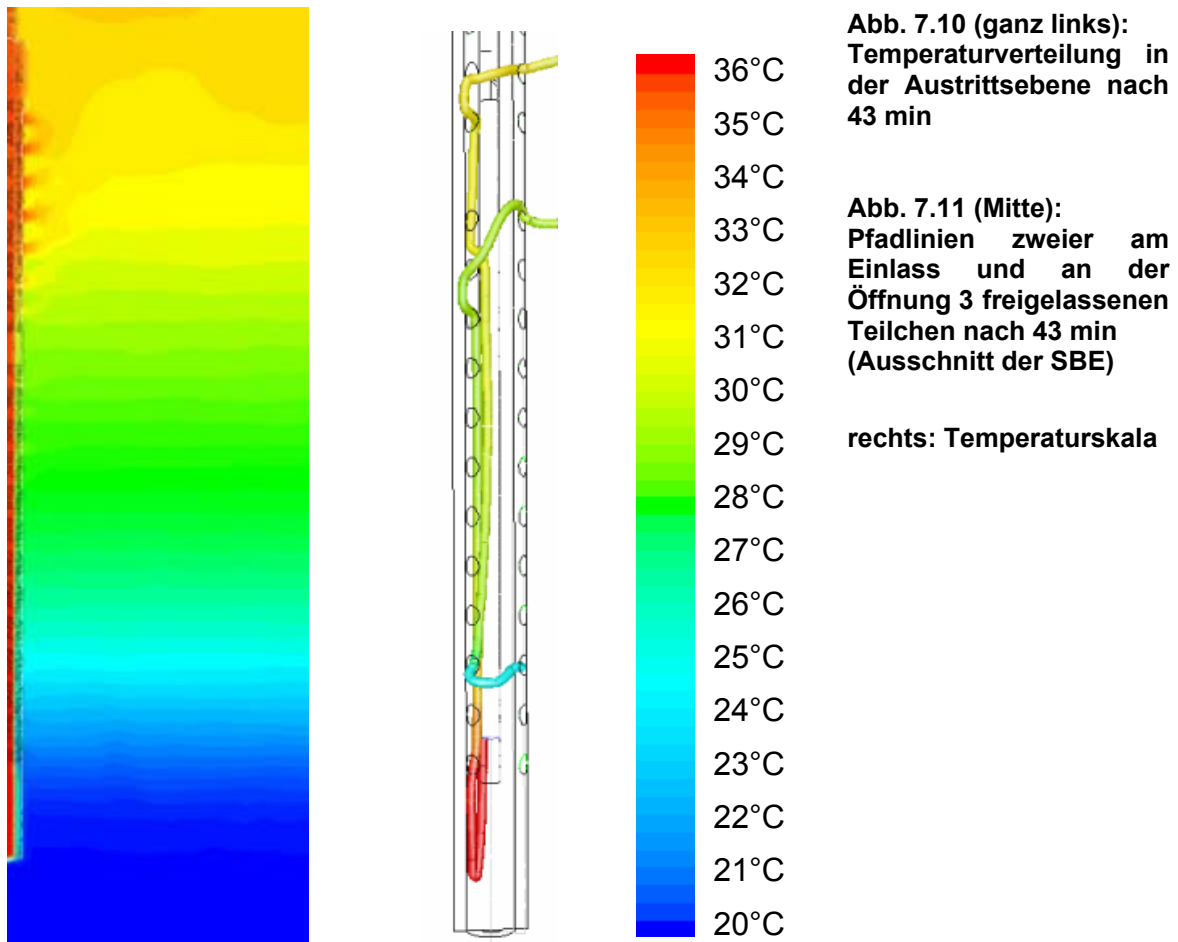 36°C
35°C
34°C
33°C
32°C
31°C
30°C
29°C
28°C
27°C
26°C
25°C
24°C
23°C
22°C
21°C
20°C
Abb. 7.10 (ganz links):
Temperaturverteilung in
der Austrittsebene nach
43 min
Abb. 7.11 (Mitte):
Pfadlinien zweier am
Einlass und an der
Öffnung 3 freigelassenen
Teilchen nach 43 min
(Ausschnitt der SBE)
rechts: Temperaturskala